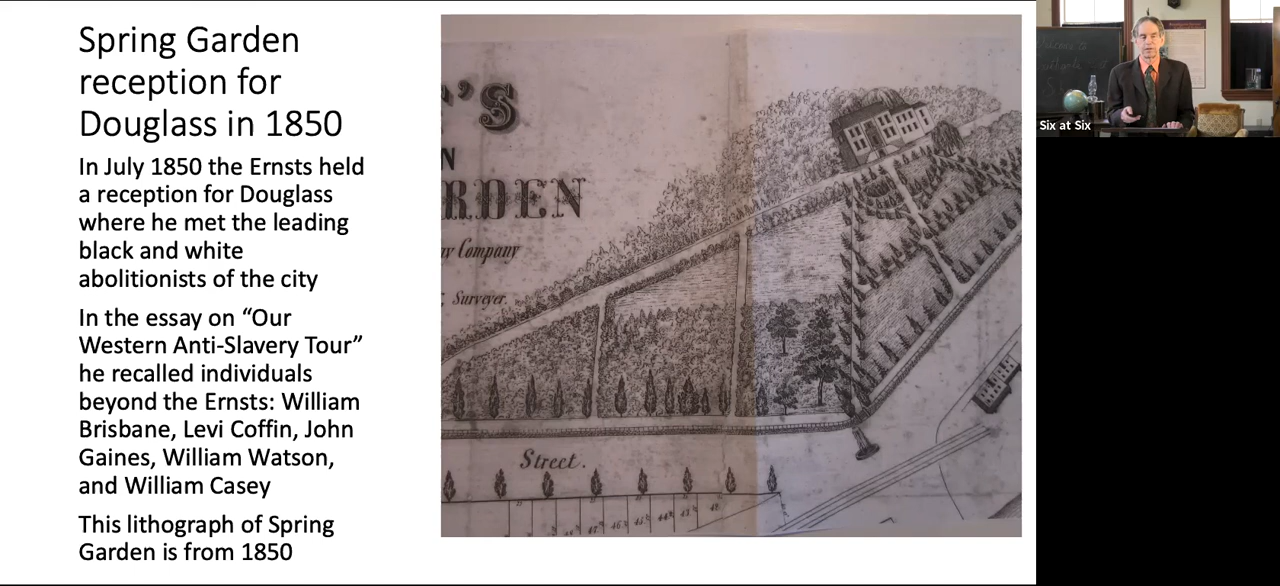 Spring Garden
reception for
Douglass in 1850
In July 1850 the Ernsts held
a reception for Douglass
where he met the leading
black and white
abolitionists of the city
In the essay on “Our
Western Anti-Slavery Tour”
he recalled individuals
beyond the Ernsts: William
Brisbane, Levi Coffin, John
Gaines, William Watson,
and William Casey
This lithograph of Spring
Garden is from 1850
'S
N
RDEN
Company
Surveyor.
Street.
Six at Six